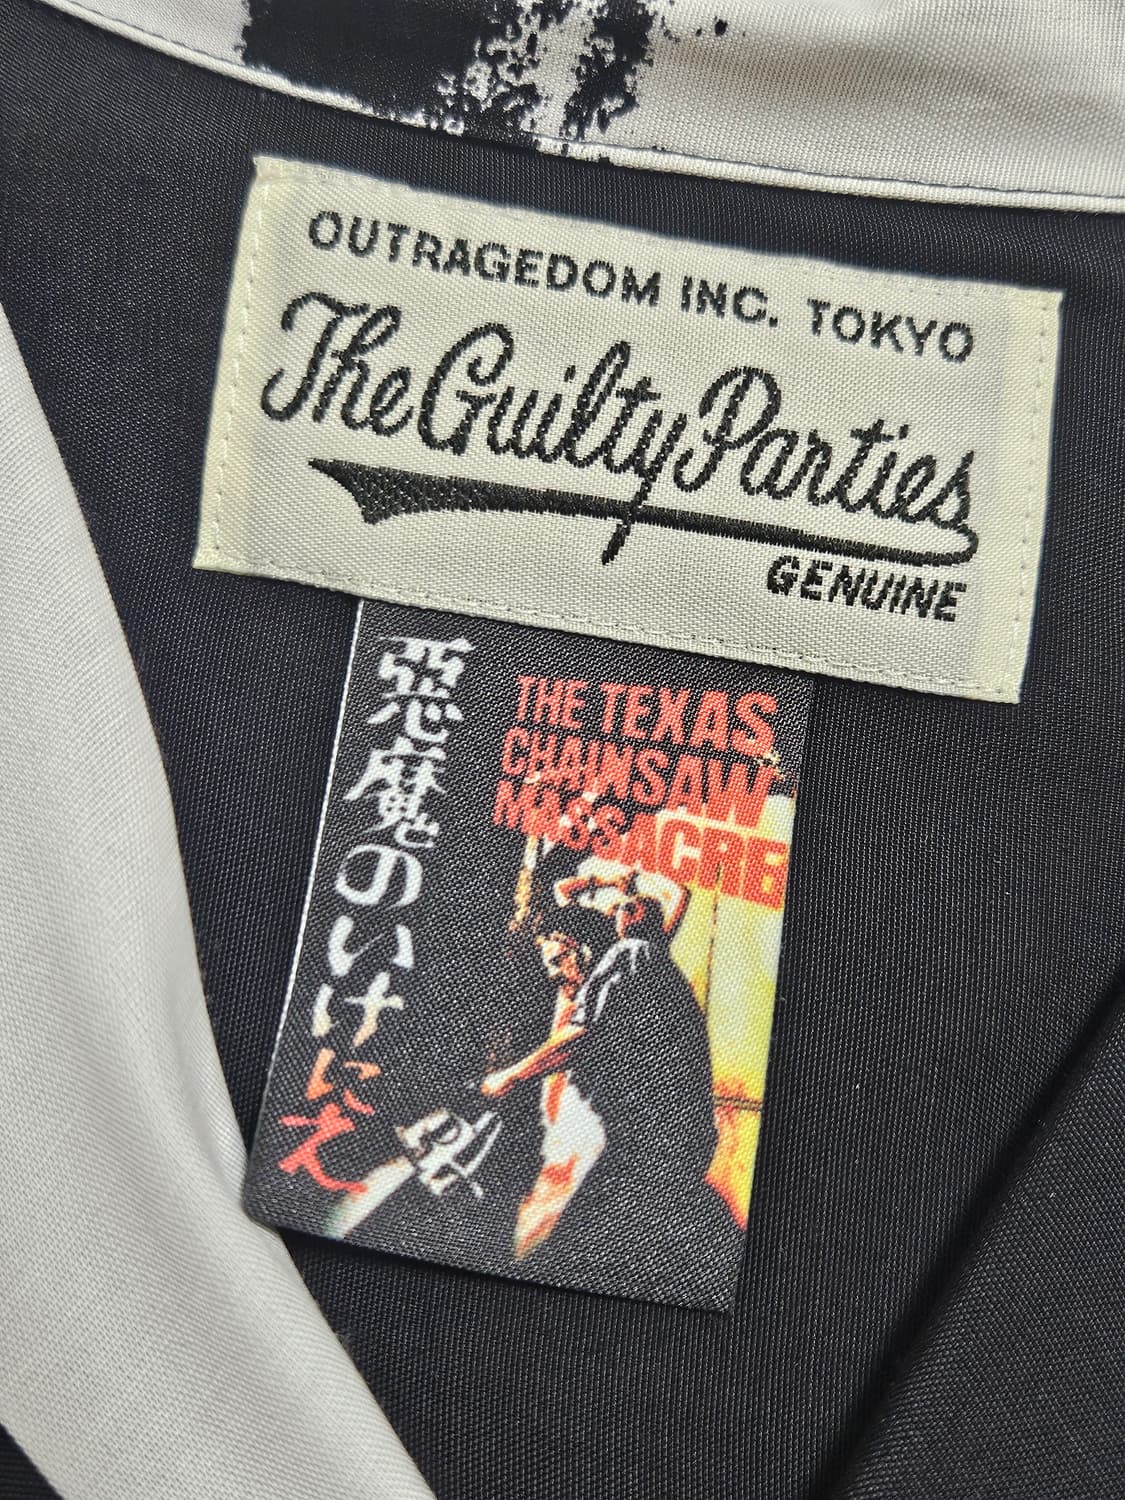 OUTRAGEDOM INC. TOKYO
The Guilty Parties
GENUINE
悪魔のいけにえ
THE TEXAS
CHAINSAW
MASSACRE